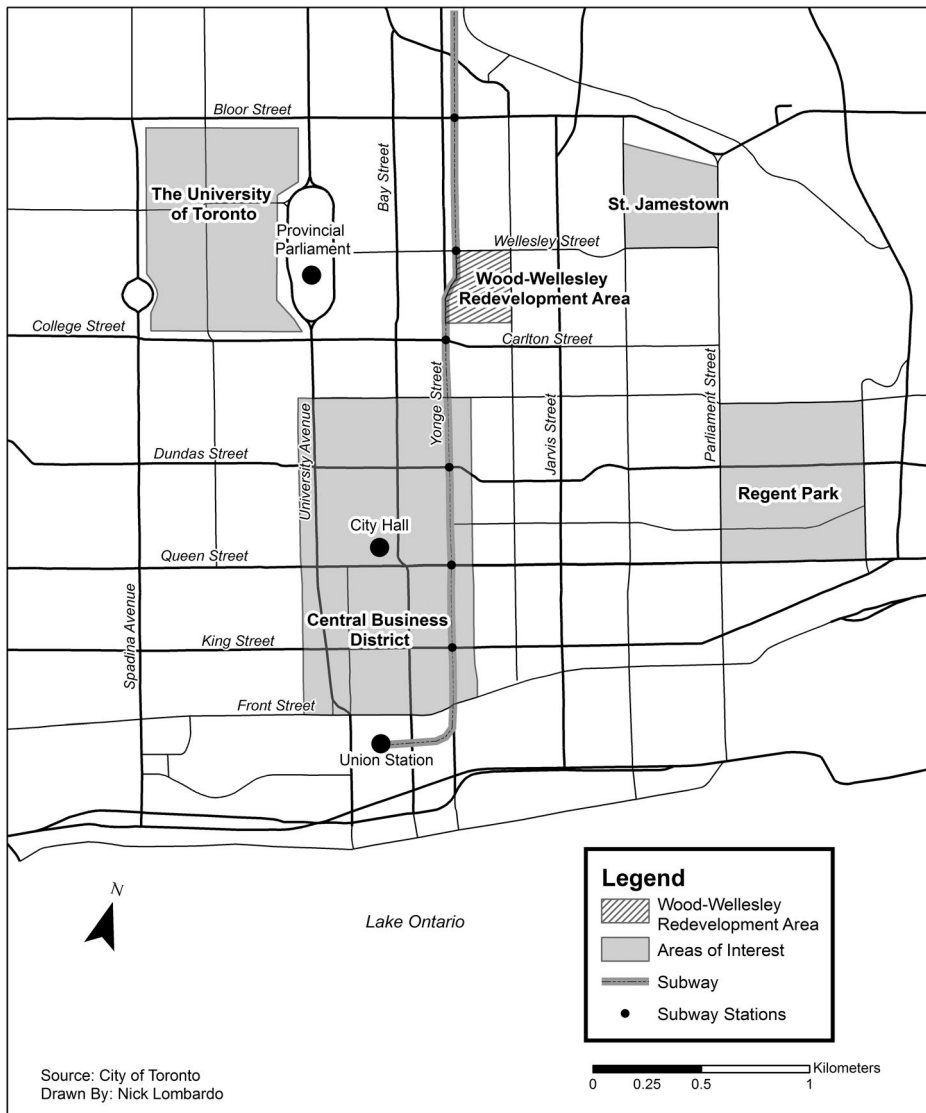 Bloor Street
Bay Street
The University
of Toronto
St. Jamestown
Provincial
Parliament
Wellesley Street
Wood-Wellesley
Redevelopment Area
College Street
Carlton Street
Yonge Street
Parliament Street
University Avenue
Jarvis Street
Dundas Street
Regent Park
City Hall
Queen Street
Spadina Avenue
Central Business
District
King Street
Front Street
Union Station
N
Lake Ontario
Legend
Wood-Wellesley
Redevelopment Area
Areas of Interest
Subway
Subway Stations
Kilometers
0 0.25 0.5 1
Source: City of Toronto
Drawn By: Nick Lombardo